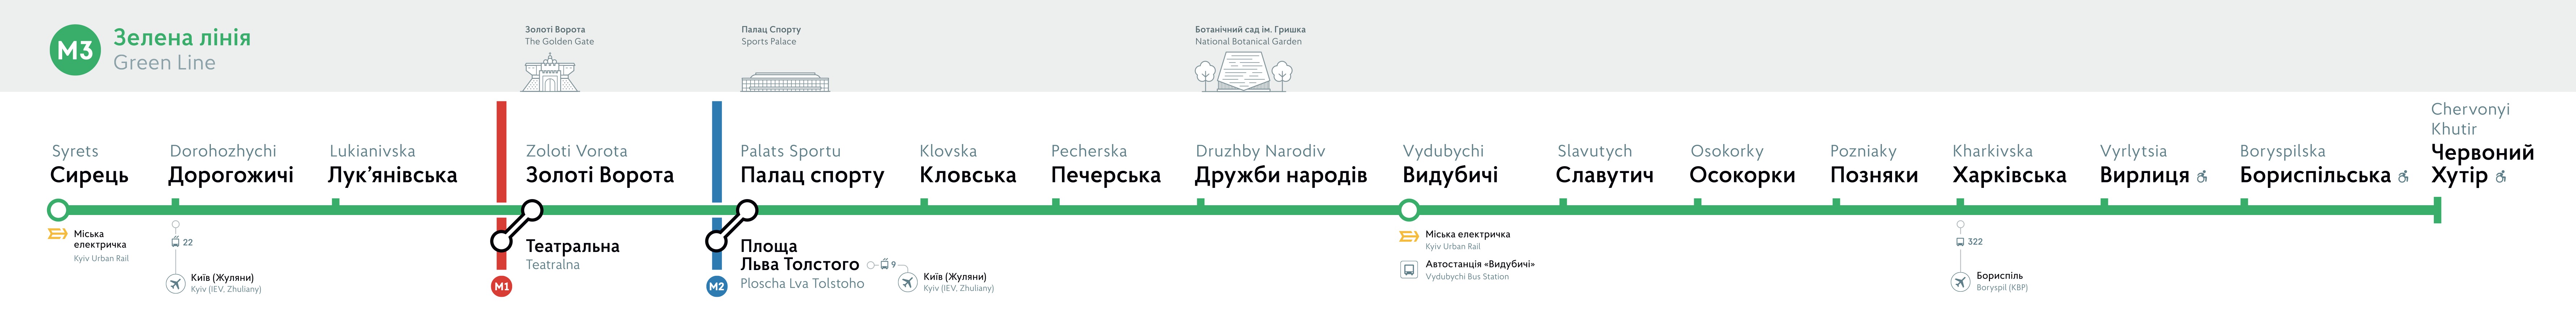 M3
Зелена лінія
Green Line
Золоті Ворота
The Golden Gate
Палац Спорту
Sports Palace
Ботанічний сад ім. Гришка
National Botanical Garden
Syrets
Сирець
Dorohozhychi
Дорогожичі
Lukianivska
Лук’янівська
Zoloti Vorota
Золоті Ворота
Palats Sportu
Палац спорту
Klovska
Кловська
Pecherska
Печерська
Druzhby Narodiv
Дружби народів
Vydubychi
Видубичі
Slavutych
Славутич
Osokorky
Осокорки
Pozniaky
Позняки
Kharkivska
Харківська
Vyrlytsia
Вирлиця
Boryspilska
Бориспільська
Chervonyi
Khutir
Червоний
Хутір
Міська
електричка
Kyiv Urban Rail
22
Київ (Жуляни)
Kyiv (IEV, Zhuliany)
Театральна
Teatralna
M1
Площа
Льва Толстого
Ploscha Lva Tolstoho
M2
9
Київ (Жуляни)
Kyiv (IEV, Zhuliany)
Міська електричка
Kyiv Urban Rail
Автостанція «Видубичі»
Vydubychi Bus Station
322
Бориспіль
Boryspil (KBP)